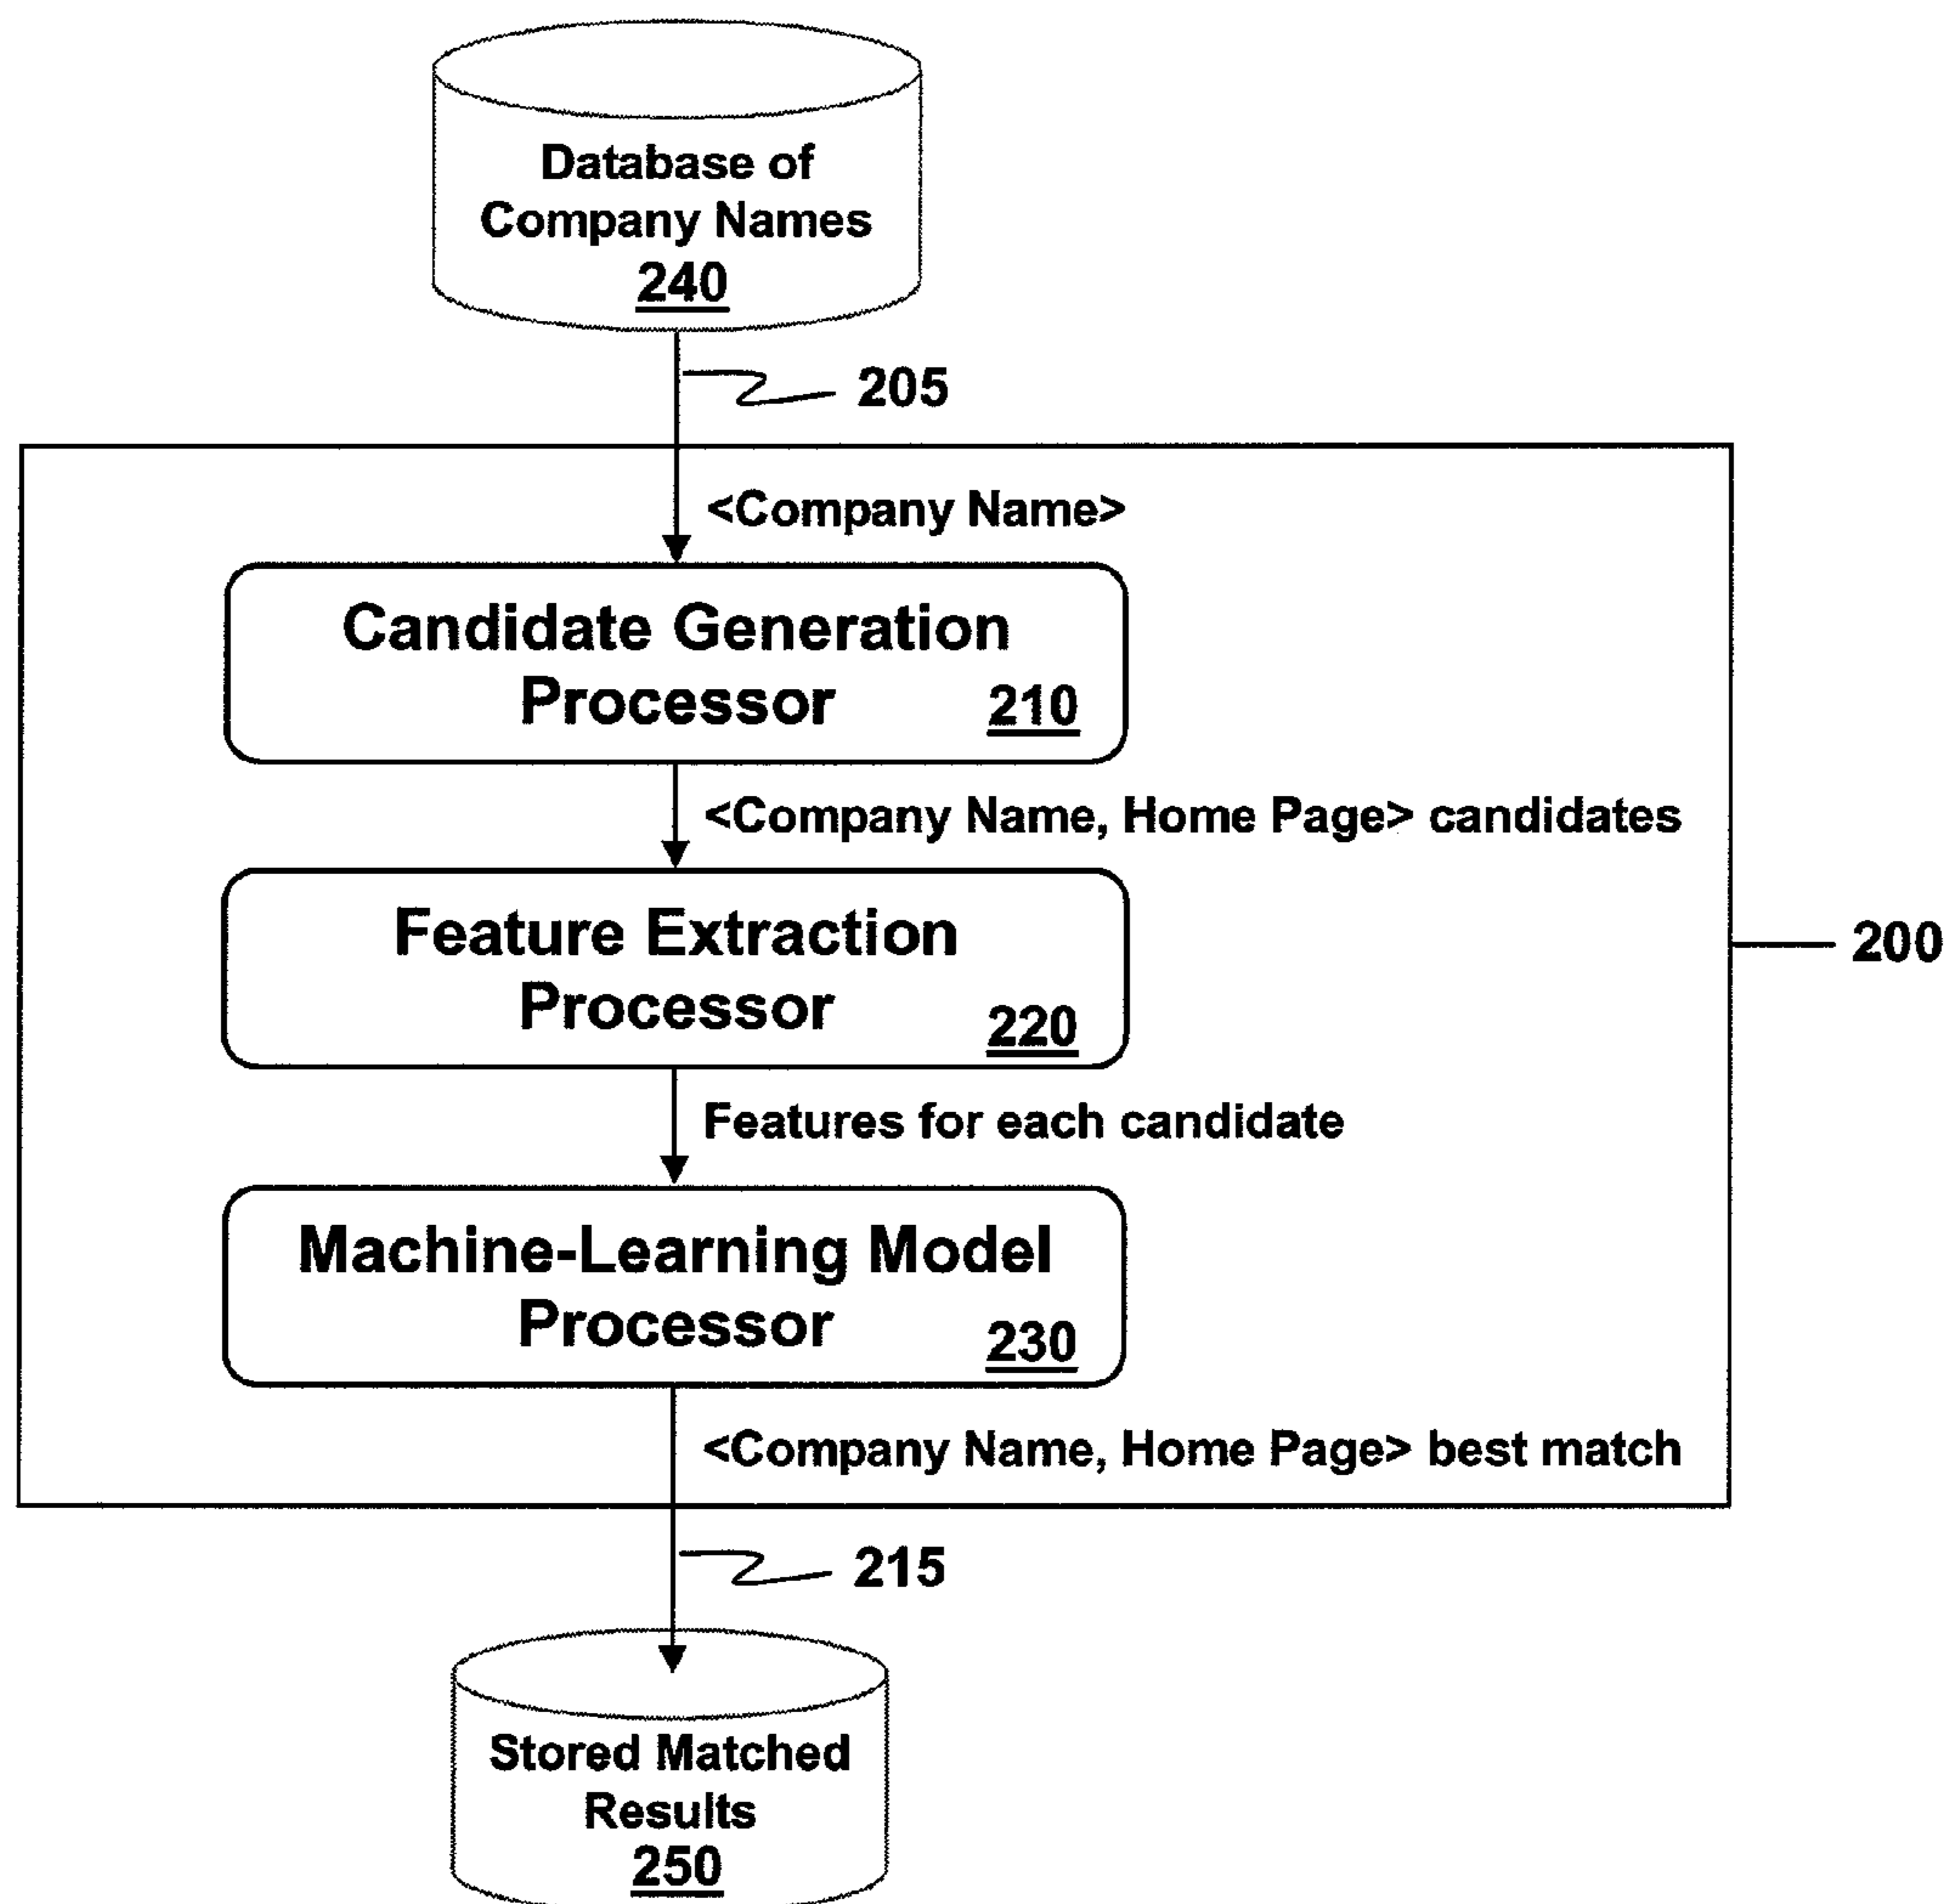 Database of
Company Names
240
205
<Company Name>
Candidate Generation
Processor 210
<Company Name, Home Page> candidates
Feature Extraction
Processor 220
200
Features for each candidate
Machine-Learning Model
Processor 230
<Company Name, Home Page> best match
215
Stored Matched
Results
250